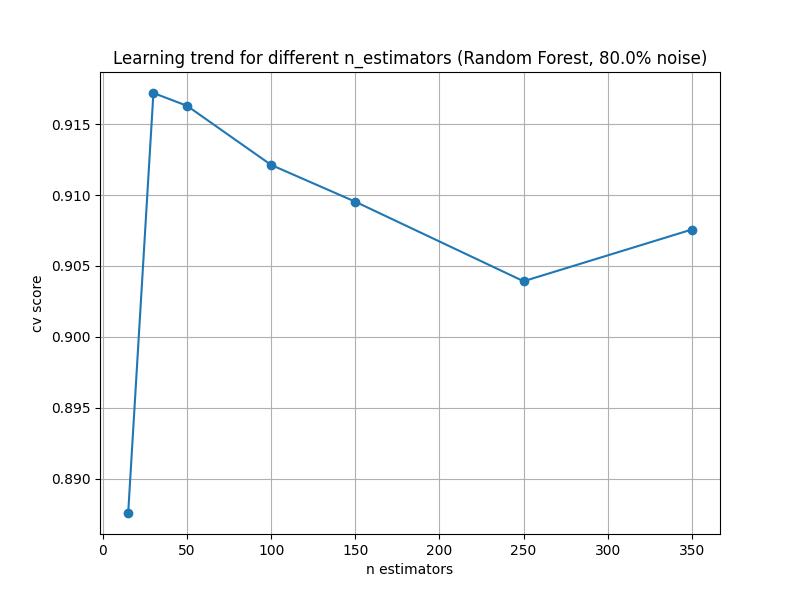 Learning trend for different n_estimators (Random Forest, 80.0% noise)
0.915
0.910
0.905
0.900
0.895
0.890
cv score
0 50 100 150 200 250 300 350
n estimators